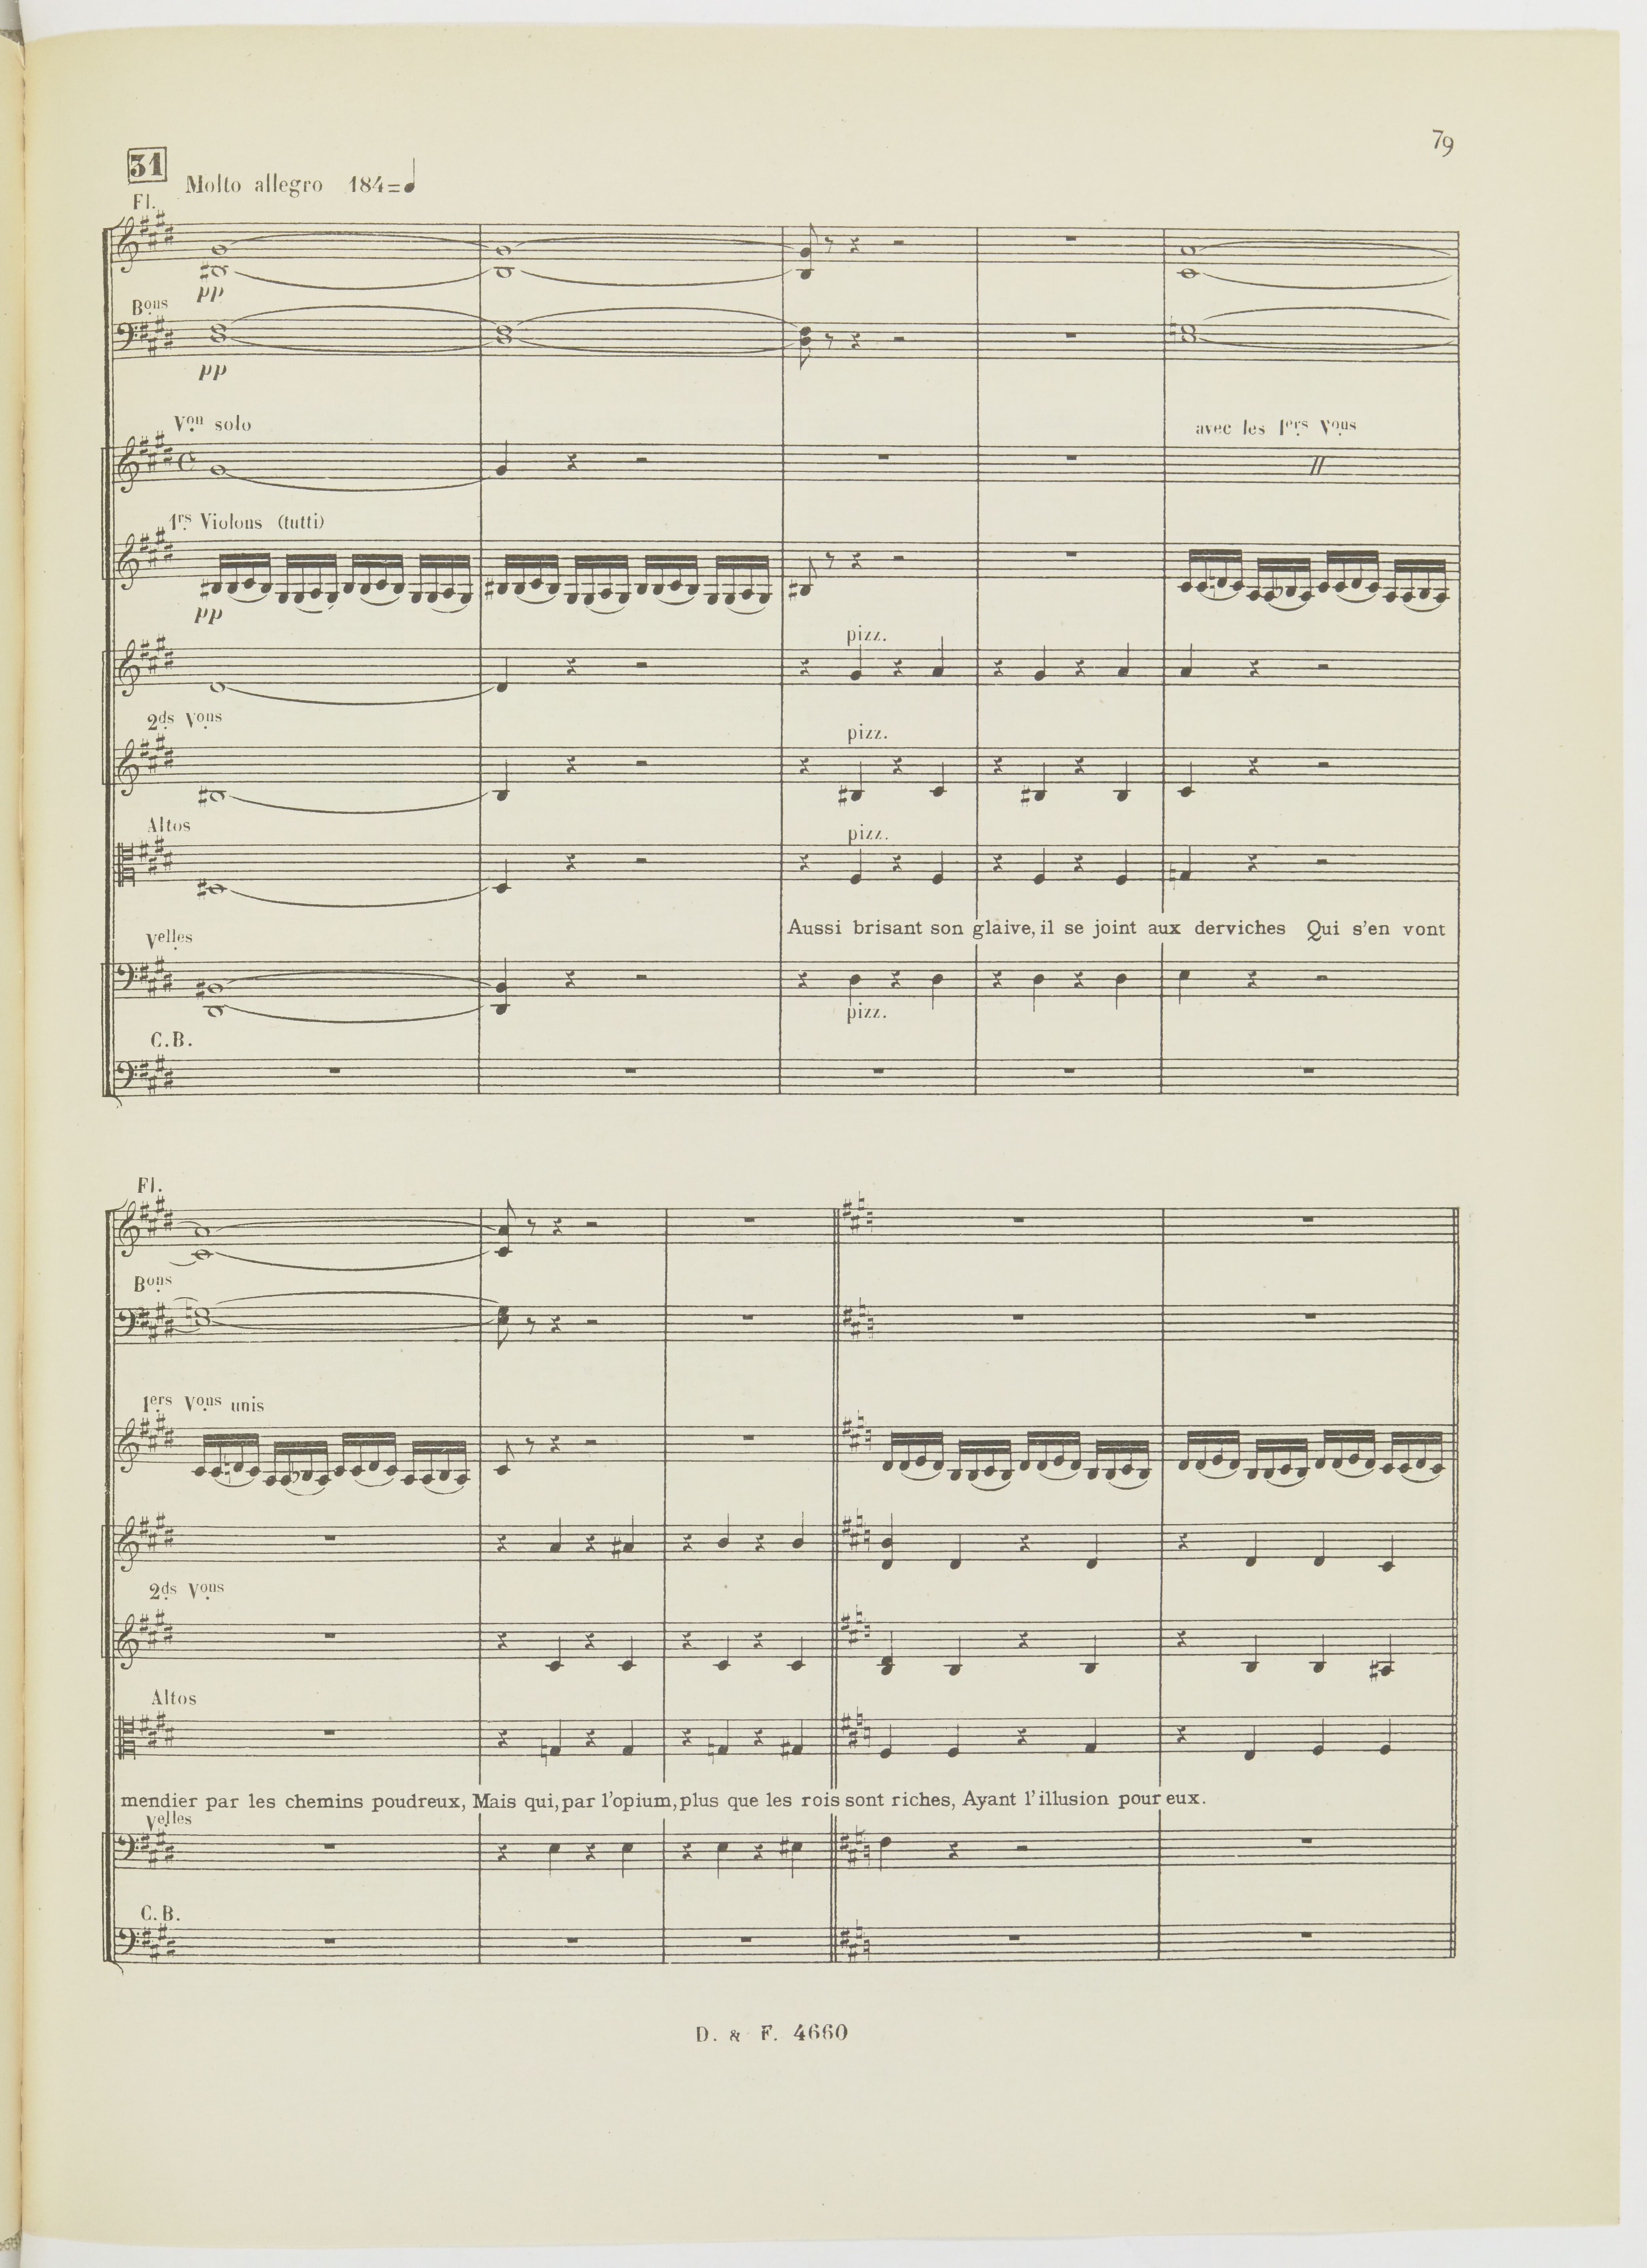 79
31
Molto allegro 184=♩
Fl.
pp
Bons
pp
Von solo
avec les 1ers Vons
1rs Violons (tutti)
pp
pizz.
2ds Vons
pizz.
Altos
pizz.
Aussi brisant son glaive, il se joint aux derviches Qui s'en vont
Velles
pizz.
C.B.
Fl.
Bons
1ers Vons unis
2ds Vons
Altos
mendier par les chemins poudreux, Mais qui, par l'opium, plus que les rois sont riches, Ayant l'illusion pour eux.
Velles
C.B.
D. & F. 4660